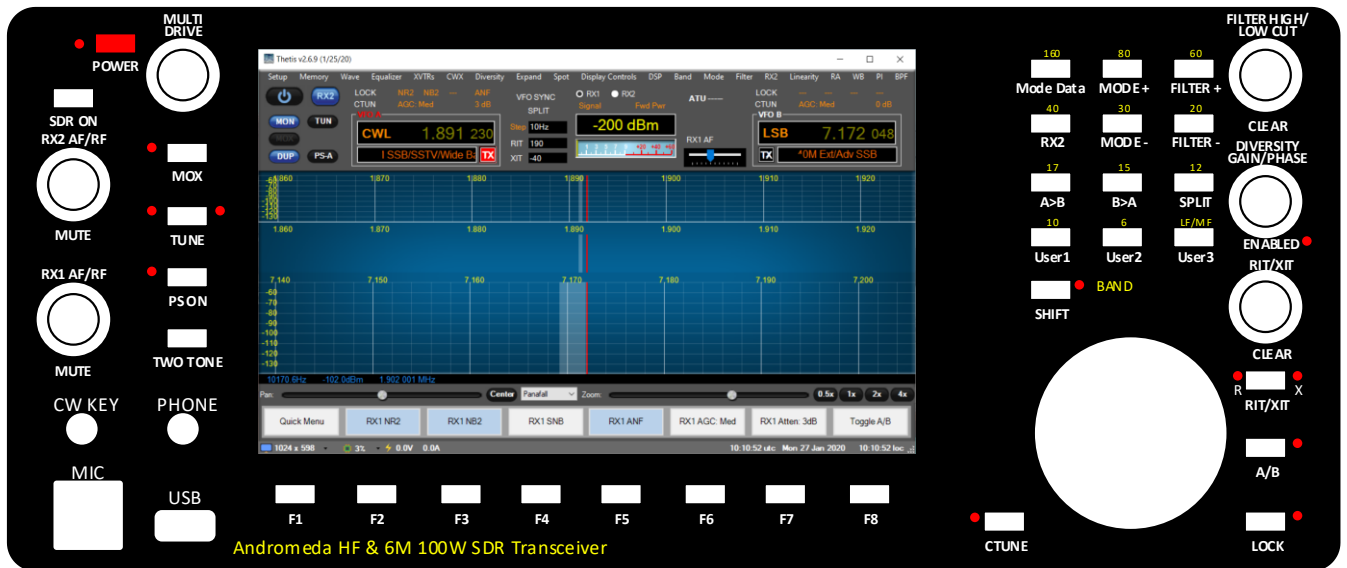 MULTI
DRIVE
POWER
SDR ON
RX2 AF/RF
MUTE
RX1 AF/RF
MUTE
MOX
TUNE
PS ON
TWO TONE
CW KEY
PHONE
MIC
USB
Thetis v2.6.9 (1/25/20)
Setup Memory Wave Equalizer XVTRs CWX Diversity Expand Spot Display Controls DSP Band Mode Filter RX2 Linearity RA WB PI BPF
RX2
MON TUN
MOX
DUP PS-A
LOCK NR2 NB2 --- ANF
CTUN AGC: Med 3 dB
VFO A
CWL 1.891 230
TX
VFO SYNC
SPLIT
Step 10Hz
RIT 190
XIT -40
RX1 RX2
Signal Fwd Pwr
-200 dBm
1 3 5 7 9 +20 +40 +60
ATU -----
RX1 AF
LOCK --- --- --- ---
CTUN AGC: Med 0 dB
VFO B
LSB 7.172 048
TX *0M Ext/Adv SSB
1.860 1.870 1.880 1.890 1.900 1.910 1.920
1.860 1.870 1.880 1.890 1.900 1.910 1.920
7.140 7.150 7.160 7.170 7.180 7.190 7.200
-60
-70
-80
-90
-100
-110
-120
-130
10170.6Hz -102.0dBm 1.902 001 MHz
Pan: Center Panafall Zoom: 0.5x 1x 2x 4x
Quick Menu RX1 NR2 RX1 NB2 RX1 SNB RX1 ANF RX1 AGC: Med RX1 Atten: 3dB Toggle A/B
1024 x 598 3% 0.0V 0.0A 10:10:52 utc Mon 27 Jan 2020 10:10:52 loc
F1 F2 F3 F4 F5 F6 F7 F8
Andromeda HF & 6M 100W SDR Transceiver
160 80 60
Mode Data MODE+ FILTER +
40 30 20
RX2 MODE- FILTER -
17 15 12
A>B B>A SPLIT
10 6 LF/MF
User1 User2 User3
BAND
SHIFT
FILTER HIGH/
LOW CUT
CLEAR
DIVERSITY
GAIN/PHASE
ENABLED
RIT/XIT
CLEAR
R X
RIT/XIT
A/B
CTUNE
LOCK